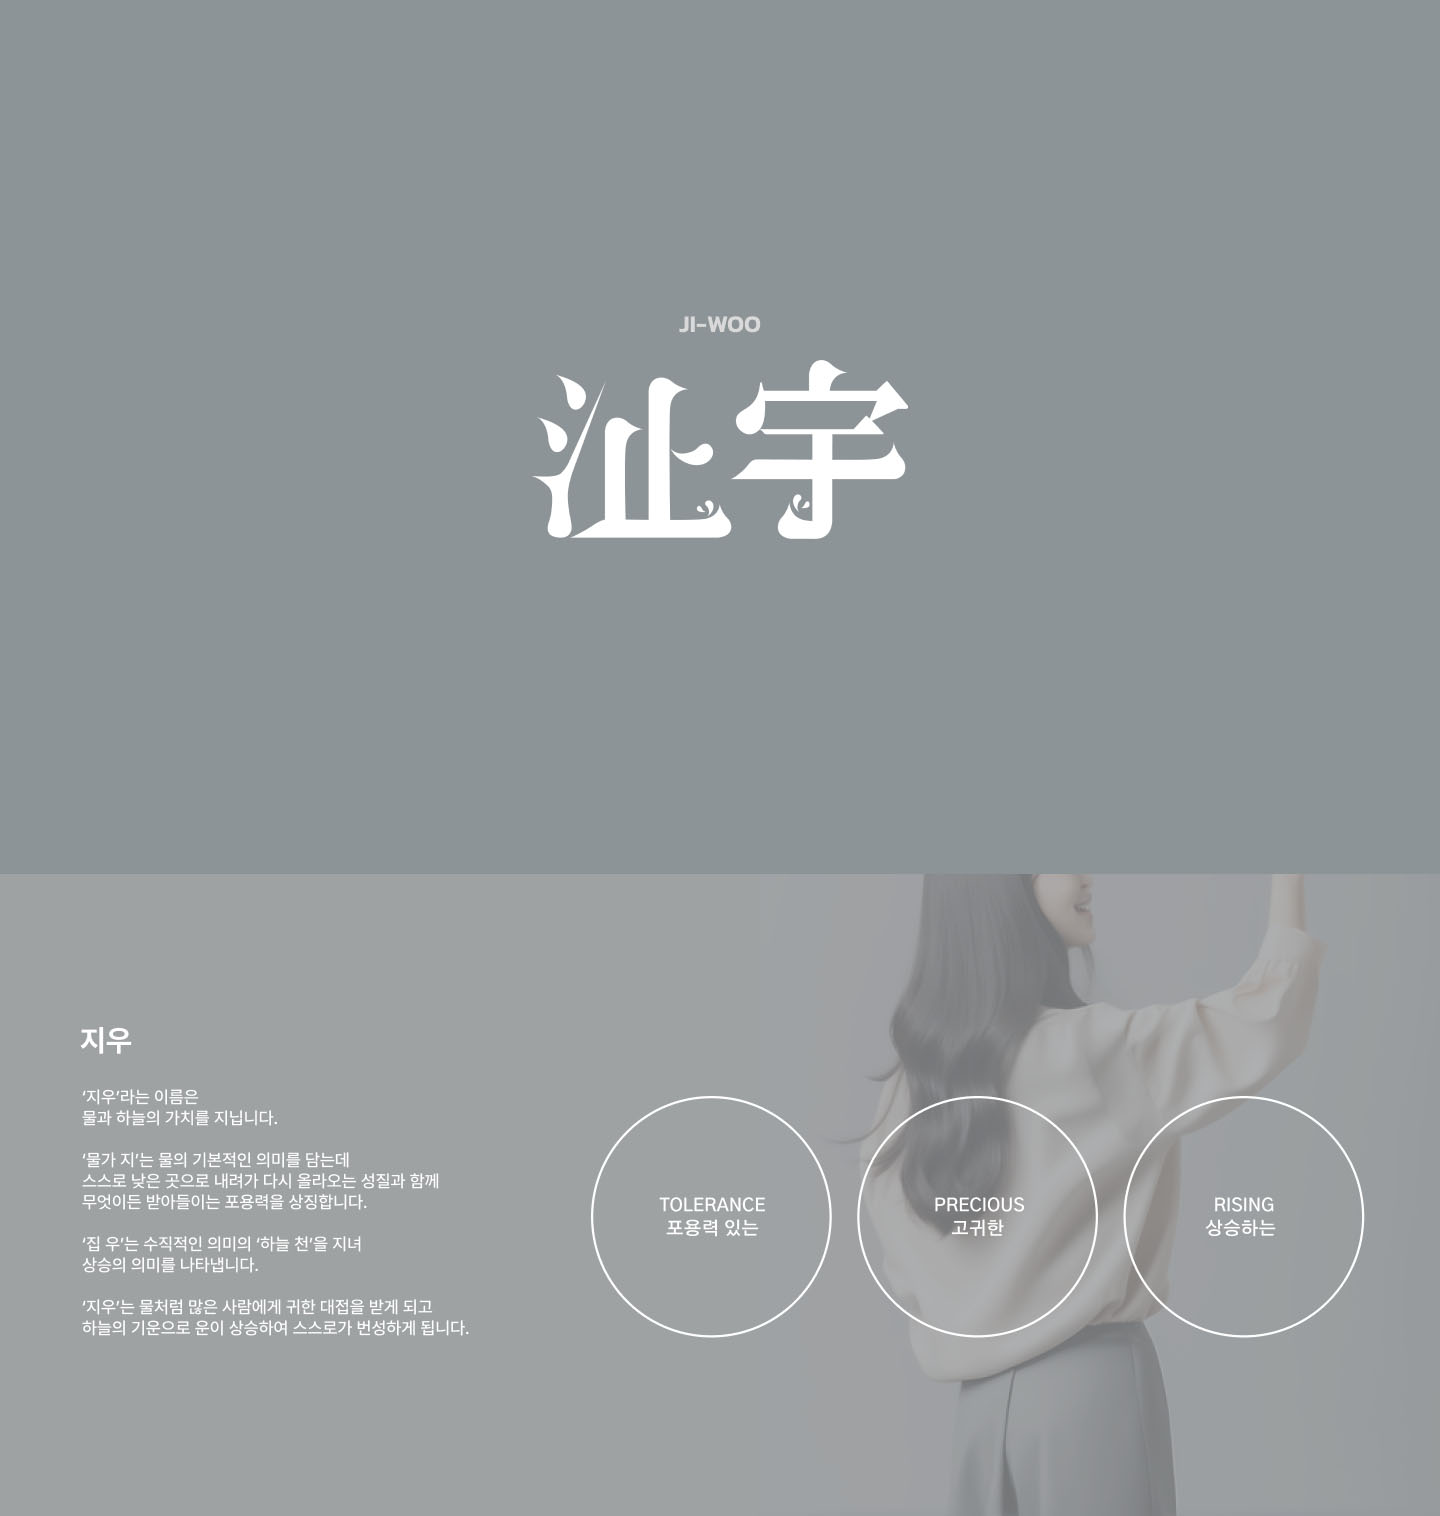 JI-WOO
沚宇
지우
‘지우’라는 이름은
물과 하늘의 가치를 지닙니다.
‘물가 지’는 물의 기본적인 의미를 담는데
스스로 낮은 곳으로 내려가 다시 올라오는 성질과 함께
무엇이든 받아들이는 포용력을 상징합니다.
‘집 우’는 수직적인 의미의 ‘하늘 천’을 지녀
상승의 의미를 나타냅니다.
‘지우’는 물처럼 많은 사람에게 귀한 대접을 받게 되고
하늘의 기운으로 운이 상승하여 스스로가 번성하게 됩니다.
TOLERANCE
포용력 있는
PRECIOUS
고귀한
RISING
상승하는